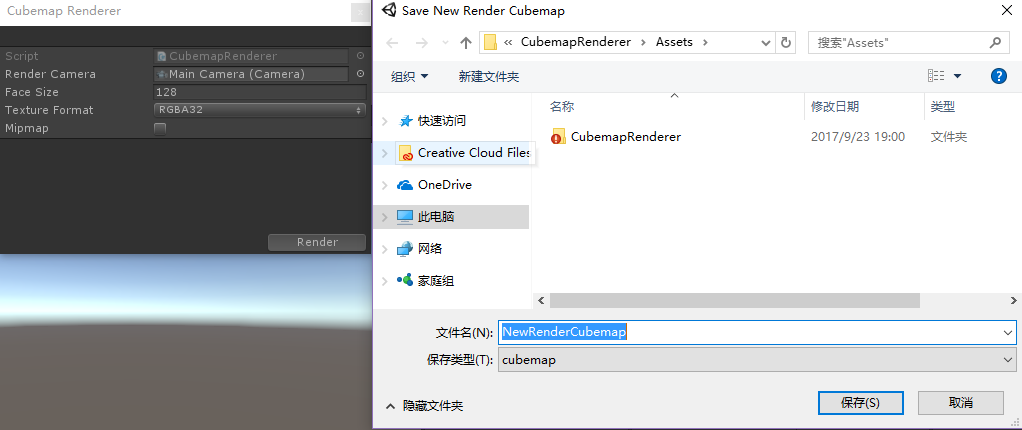 Cubemap Renderer
Script CubemapRenderer
Render Camera Main Camera (Camera)
Face Size 128
Texture Format RGBA32
Mipmap
Render
Save New Render Cubemap
« CubemapRenderer › Assets ›
搜索"Assets"
组织 新建文件夹
名称 修改日期 类型
快速访问
Creative Cloud Files
OneDrive
此电脑
网络
家庭组
CubemapRenderer 2017/9/23 19:00 文件夹
文件名(N): NewRenderCubemap
保存类型(T): cubemap
隐藏文件夹 保存(S) 取消